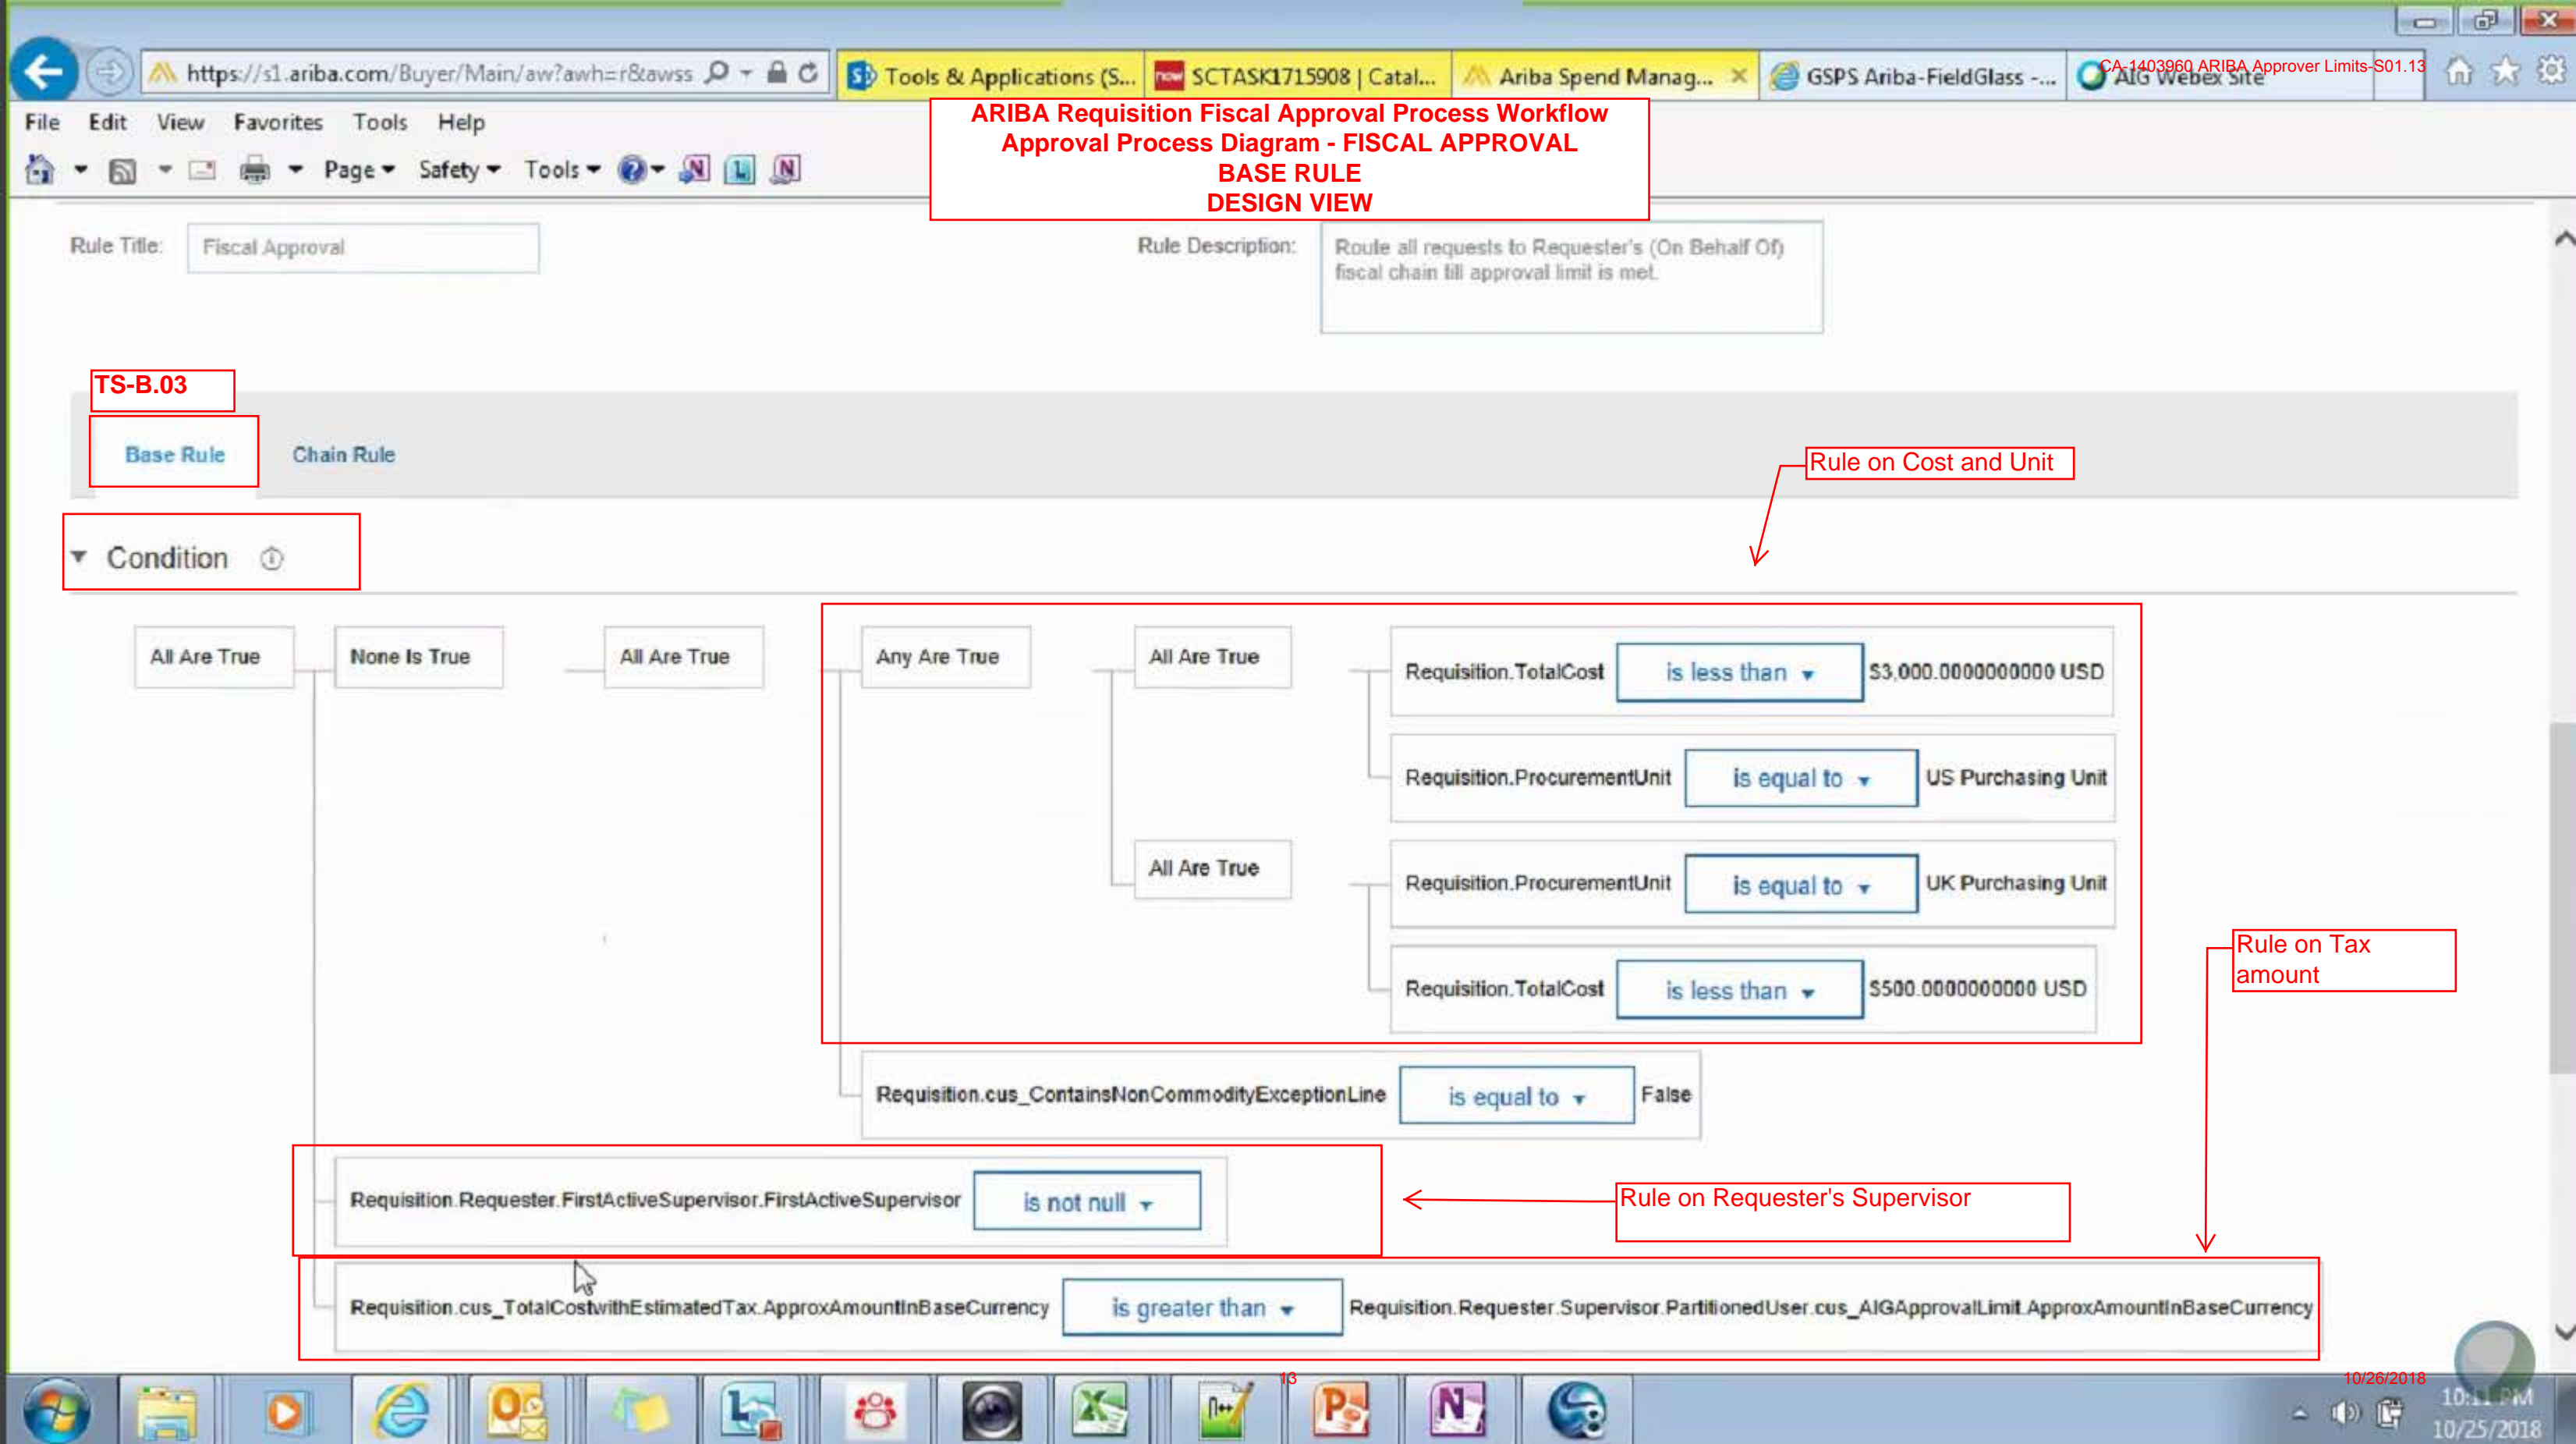 https://s1.ariba.com/Buyer/Main/aw?awh=r&awss
Tools & Applications (S...
now SCTASK1715908 | Catal...
Ariba Spend Manag...
GSPS Ariba-FieldGlass -...
AIG Webex Site
CA-1403960 ARIBA Approver Limits-S01.13
File Edit View Favorites Tools Help
Page Safety Tools
ARIBA Requisition Fiscal Approval Process Workflow
Approval Process Diagram - FISCAL APPROVAL
BASE RULE
DESIGN VIEW
Rule Title: Fiscal Approval
Rule Description: Route all requests to Requester's (On Behalf Of)
fiscal chain till approval limit is met.
TS-B.03
Base Rule Chain Rule
Rule on Cost and Unit
Condition
All Are True None Is True All Are True Any Are True All Are True Requisition.TotalCost is less than $3,000.0000000000 USD
Requisition.ProcurementUnit is equal to US Purchasing Unit
All Are True Requisition.ProcurementUnit is equal to UK Purchasing Unit
Rule on Tax
amount
Requisition.TotalCost is less than $500.0000000000 USD
Requisition.cus_ContainsNonCommodityExceptionLine is equal to False
Requisition.Requester.FirstActiveSupervisor.FirstActiveSupervisor is not null
Rule on Requester's Supervisor
Requisition.cus_TotalCostwithEstimatedTax.ApproxAmountInBaseCurrency is greater than Requisition.Requester.Supervisor.PartitionedUser.cus_AIGApprovalLimit.ApproxAmountInBaseCurrency
13
10/26/2018
10:11 PM
10/25/2018